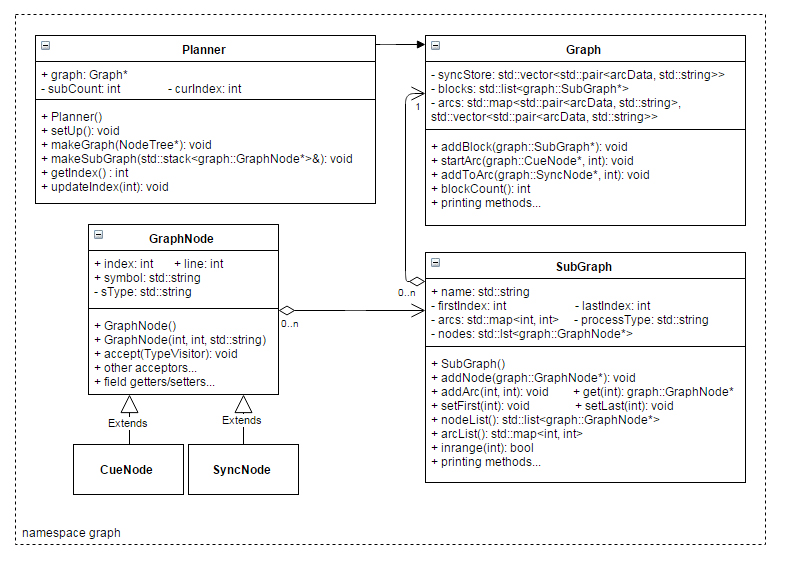 Planner
+ graph: Graph*
- subCount: int - curIndex: int
+ Planner()
+ setUp(): void
+ makeGraph(NodeTree*): void
+ makeSubGraph(std::stack<graph::GraphNode*>&): void
+ getIndex() : int
+ updateIndex(int): void
Graph
- syncStore: std::vector<std::pair<arcData, std::string>>
- blocks: std::list<graph::SubGraph*>
- arcs: std::map<std::pair<arcData, std::string>,
std::vector<std::pair<arcData, std::string>>
+ addBlock(graph::SubGraph*): void
+ startArc(graph::CueNode*, int): void
+ addToArc(graph::SyncNode*, int): void
+ blockCount(): int
+ printing methods...
1
0..n
GraphNode
+ index: int + line: int
+ symbol: std::string
- sType: std::string
+ GraphNode()
+ GraphNode(int, int, std::string)
+ accept(TypeVisitor): void
+ other acceptors...
+ field getters/setters...
0..n
SubGraph
+ name: std::string
- firstIndex: int - lastIndex: int
- arcs: std::map<int, int> - processType: std::string
- nodes: std::lst<graph::GraphNode*>
+ SubGraph()
+ addNode(graph::GraphNode*): void
+ addArc(int, int): void + get(int): graph::GraphNode*
+ setFirst(int): void + setLast(int): void
+ nodeList(): std::list<graph::GraphNode*>
+ arcList(): std::map<int, int>
+ inrange(int): bool
+ printing methods...
Extends
Extends
CueNode
SyncNode
namespace graph